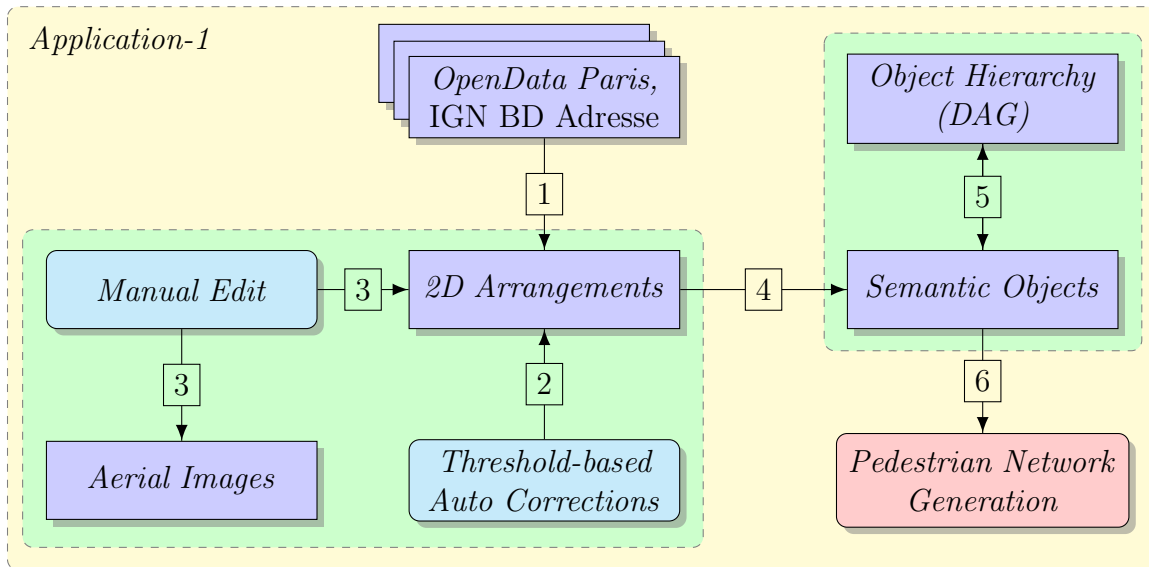 Application-1
OpenData Paris,
IGN BD Adresse
Object Hierarchy
(DAG)
1
5
Manual Edit
3
2D Arrangements
4
Semantic Objects
3
2
6
Aerial Images
Threshold-based
Auto Corrections
Pedestrian Network
Generation